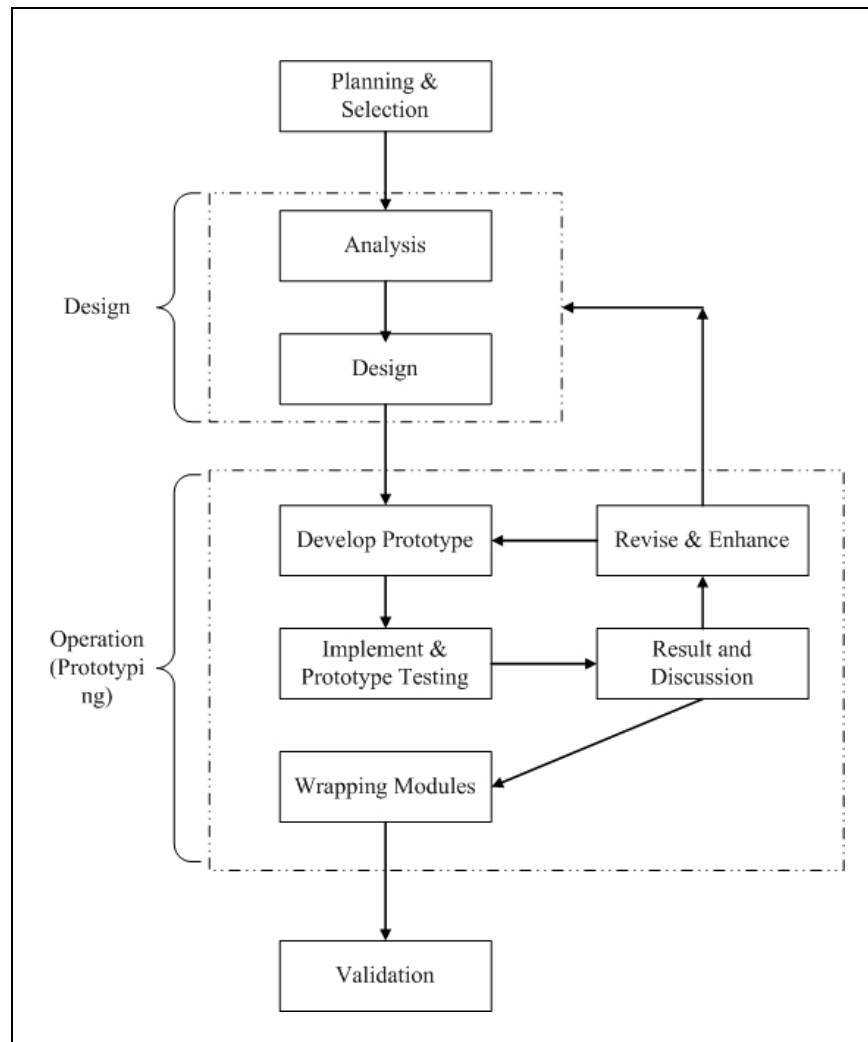 Planning &
Selection
Analysis
Design
Design
Develop Prototype
Revise & Enhance
Operation
(Prototypi
ng)
Implement &
Prototype Testing
Result and
Discussion
Wrapping Modules
Validation